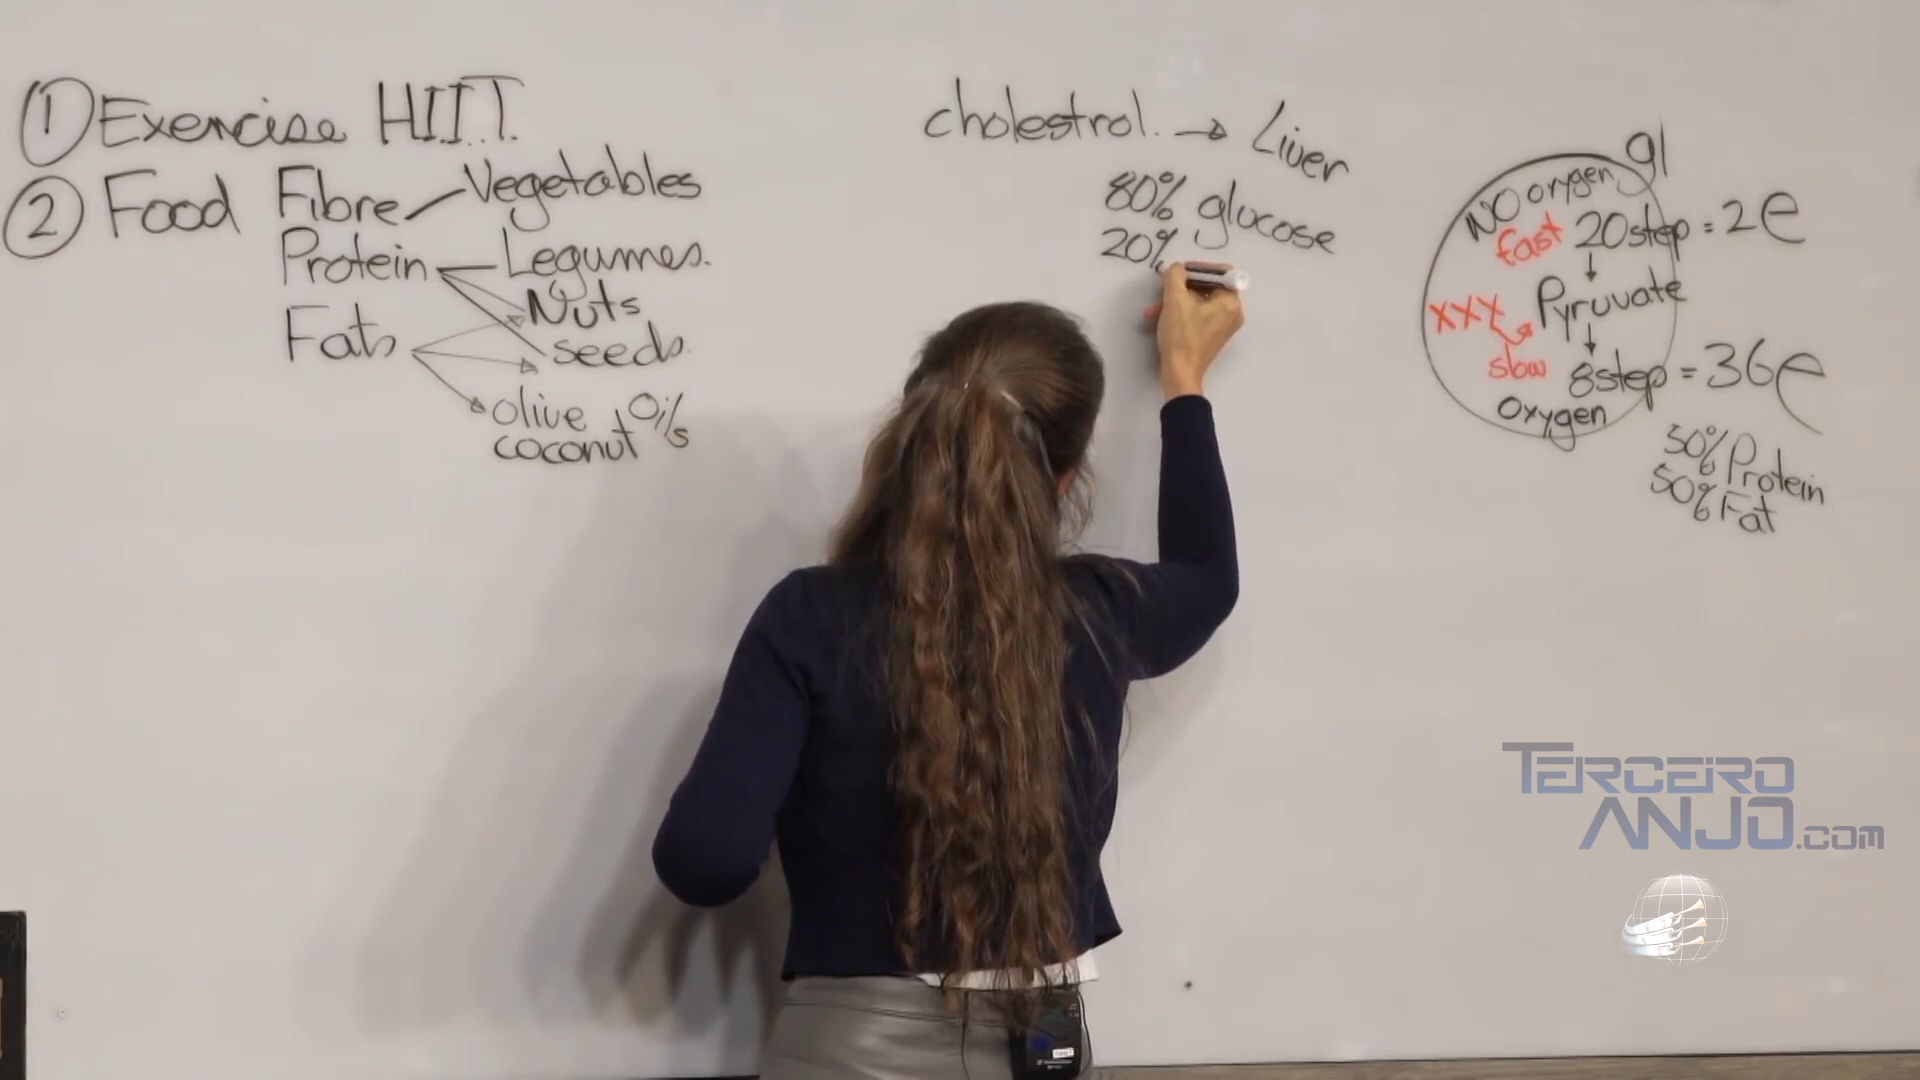 ① Exercise H.I.I.T.
② Food Fibre Vegetables
Protein Legumes.
Nuts
Fats seeds.
olive Oils
coconut
cholestrol. → Liver
80% glucose
20%
gl
NO oxygen
fast 20step = 2e
XXX Pyruvate
slow 8step = 36e
oxygen
50% Protein
50% Fat
TERCEIRO
ANJO.COM